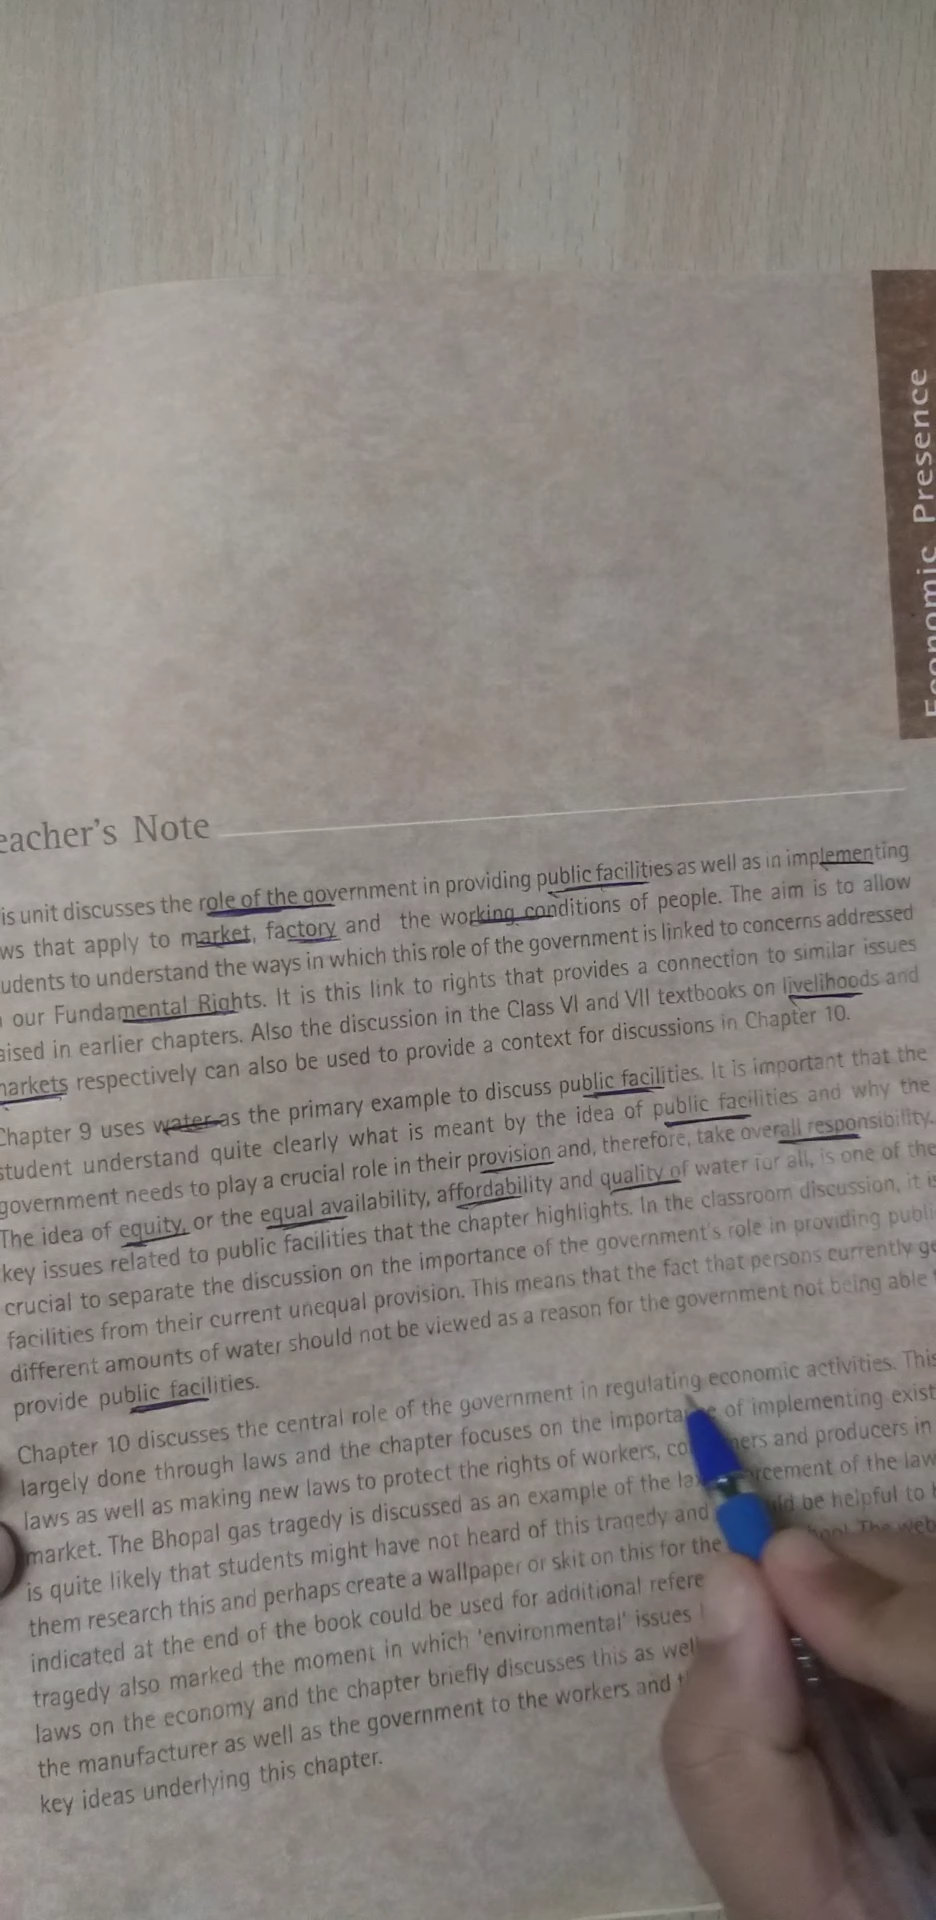 Economic Presence
eacher's Note
is unit discusses the role of the government in providing public facilities as well as in implementing
ws that apply to market, factory and the working conditions of people. The aim is to allow
udents to understand the ways in which this role of the government is linked to concerns addressed
our Fundamental Rights. It is this link to rights that provides a connection to similar issues
aised in earlier chapters. Also the discussion in the Class VI and VII textbooks on livelihoods and
markets respectively can also be used to provide a context for discussions in Chapter 10.
Chapter 9 uses water as the primary example to discuss public facilities. It is important that the
student understand quite clearly what is meant by the idea of public facilities and why the
government needs to play a crucial role in their provision and, therefore, take overall responsibility.
The idea of equity, or the equal availability, affordability and quality of water for all, is one of the
key issues related to public facilities that the chapter highlights. In the classroom discussion, it
crucial to separate the discussion on the importance of the government's role in providing publi
facilities from their current unequal provision. This means that the fact that persons currently ge
different amounts of water should not be viewed as a reason for the government not being able
provide public facilities.
Chapter 10 discusses the central role of the government in regulating economic activities. This
largely done through laws and the chapter focuses on the importa of implementing exist
laws as well as making new laws to protect the rights of workers, co mers and producers in
market. The Bhopal gas tragedy is discussed as an example of the la rcement of the law
is quite likely that students might have not heard of this tragedy and ld be helpful to
them research this and perhaps create a wallpaper or skit on this for the hool. The web
indicated at the end of the book could be used for additional refere
tragedy also marked the moment in which 'environmental' issues
laws on the economy and the chapter briefly discusses this as wel
the manufacturer as well as the government to the workers and
key ideas underlying this chapter.